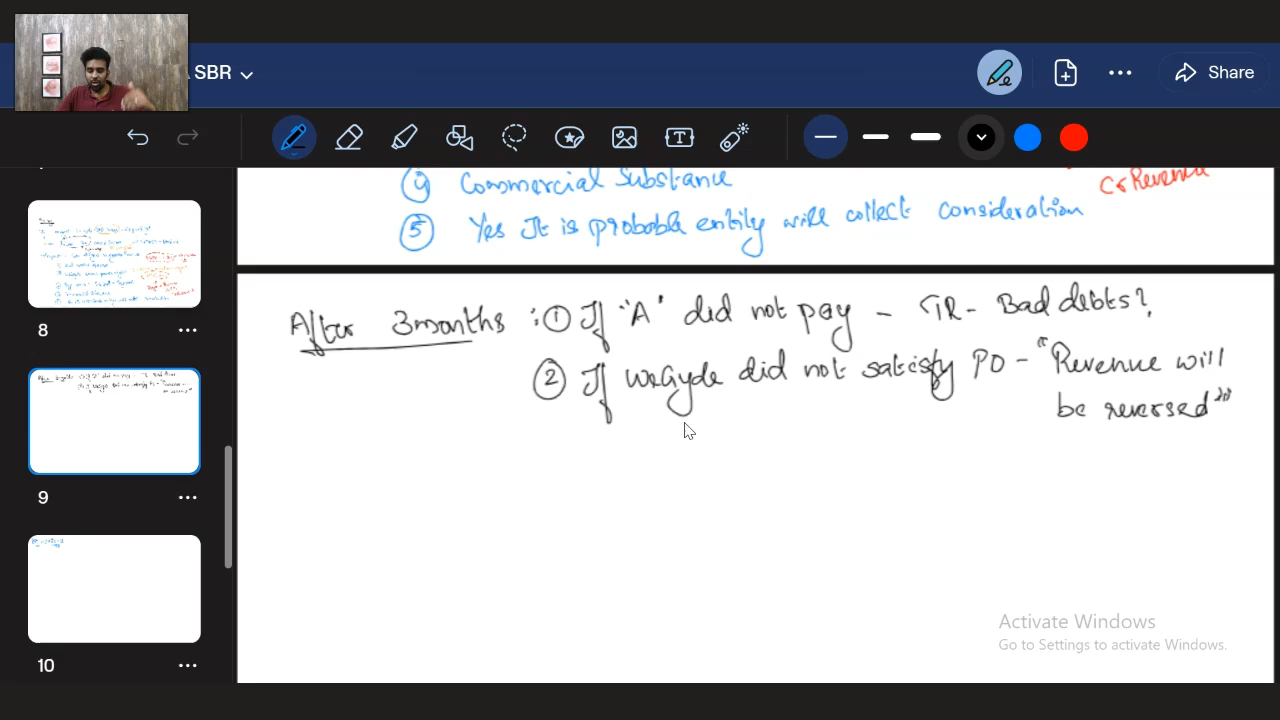 SBR
Share
④ Commercial Substance
Cr Revenue
⑤ Yes It is probable entity will collect consideration
After 3 months :① If "A" did not pay - TR - Bad debts?
② If did not satisfy PO - "Revenue will
be reversed"
8
9
10
Activate Windows
Go to Settings to activate Windows.